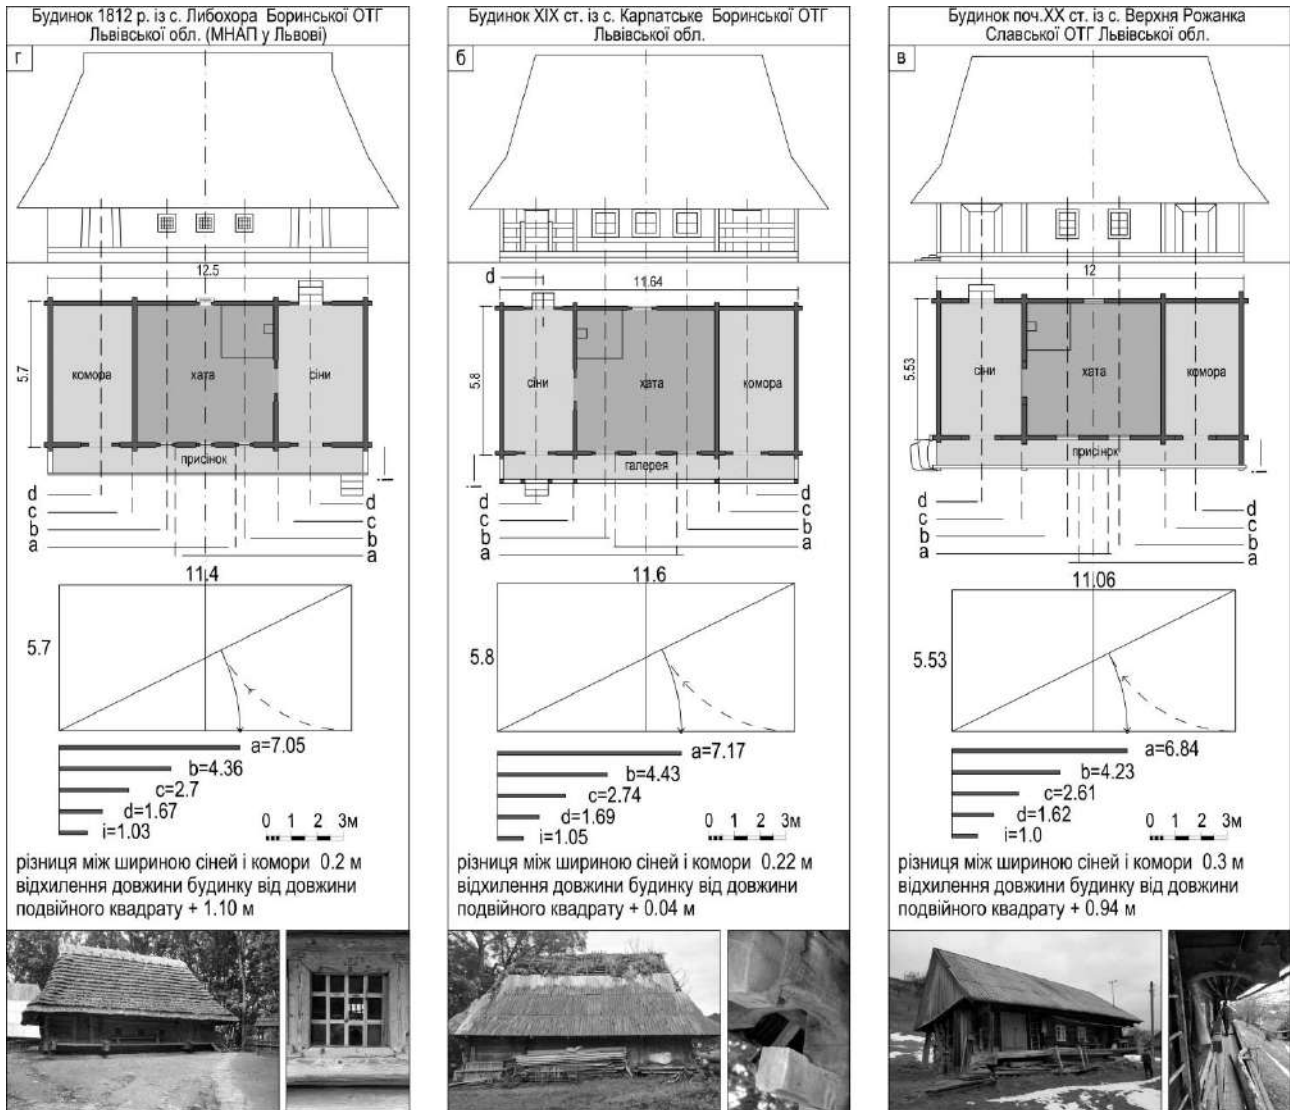 Будинок 1812 р. із с. Либохора Боринської ОТГ
Львівської обл. (МНАП у Львові)
г
12.5
5.7
комора
хата
сіни
присінок
i
d
c
b
a
d
c
b
a
11.4
5.7
a=7.05
b=4.36
c=2.7
d=1.67
i=1.03
0 1 2 3м
різниця між шириною сіней і комори 0.2 м
відхилення довжини будинку від довжини
подвійного квадрату + 1.10 м
Будинок XIX ст. із с. Карпатське Боринської ОТГ
Львівської обл.
б
d
11.64
5.8
сіни
хата
комора
галерея
i
d
c
b
a
d
c
b
a
11.6
5.8
a=7.17
b=4.43
c=2.74
d=1.69
i=1.05
0 1 2 3м
різниця між шириною сіней і комори 0.22 м
відхилення довжини будинку від довжини
подвійного квадрату + 0.04 м
Будинок поч.XX ст. із с. Верхня Рожанка
Славської ОТГ Львівської обл.
в
12
5.53
сіни
хата
комора
присінок
i
d
c
b
a
d
c
b
a
11.06
5.53
a=6.84
b=4.23
c=2.61
d=1.62
i=1.0
0 1 2 3м
різниця між шириною сіней і комори 0.3 м
відхилення довжини будинку від довжини
подвійного квадрату + 0.94 м